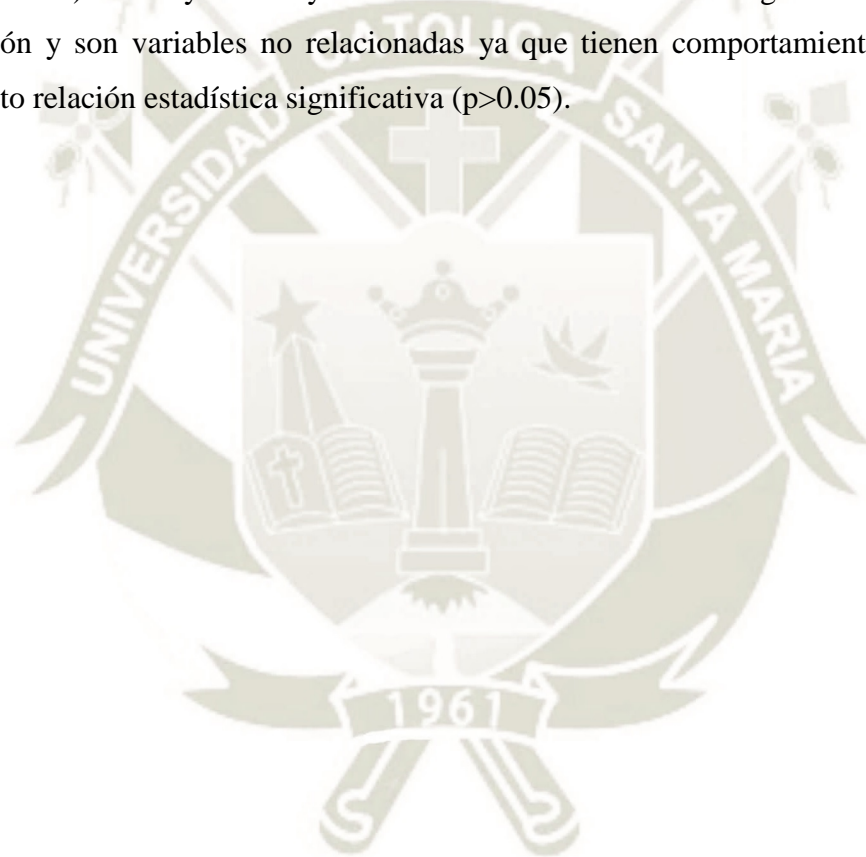 ón y son variables no relacionadas ya que tienen comportamient
to relación estadística significativa (p>0.05).
UNIVERSIDAD CATOLICA SANTA MARIA
1961